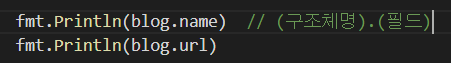 fmt.Println(blog.name)  // (구조체명).(필드)
fmt.Println(blog.url)